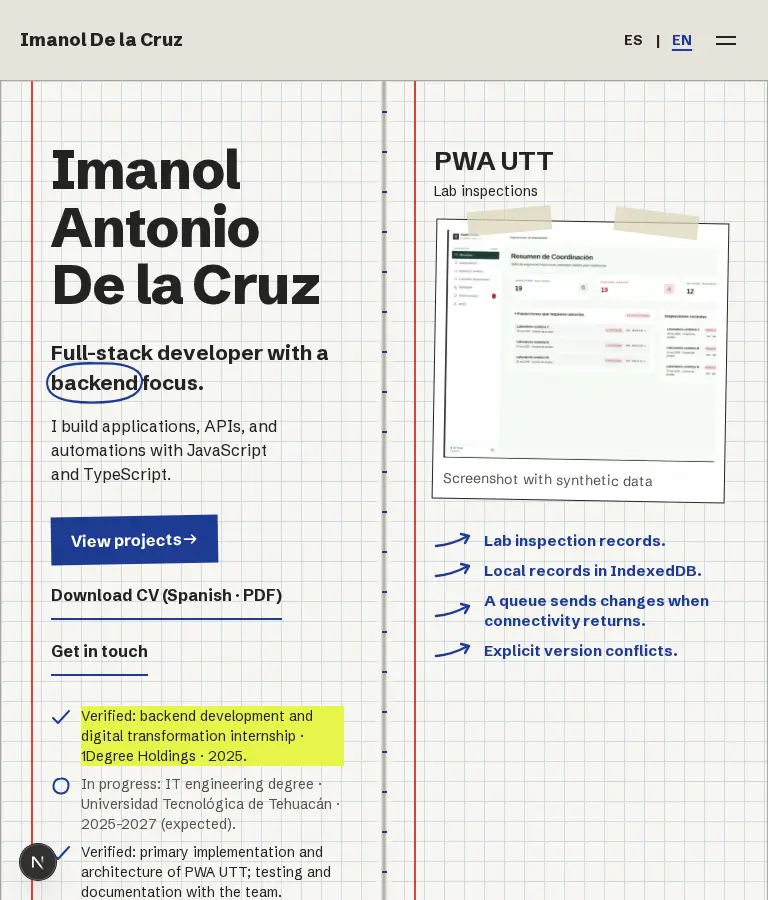 Imanol De la Cruz
ES | EN
Imanol
Antonio
De la Cruz
Full-stack developer with a
backend focus.
I build applications, APIs, and
automations with JavaScript
and TypeScript.
View projects→
Download CV (Spanish · PDF)
Get in touch
Verified: backend development and
digital transformation internship ·
1Degree Holdings · 2025.
In progress: IT engineering degree ·
Universidad Tecnológica de Tehuacán ·
2025–2027 (expected).
Verified: primary implementation and
architecture of PWA UTT; testing and
documentation with the team.
N
PWA UTT
Lab inspections
Resumen de Coordinación
19
6
19
4
12
Screenshot with synthetic data
Lab inspection records.
Local records in IndexedDB.
A queue sends changes when
connectivity returns.
Explicit version conflicts.